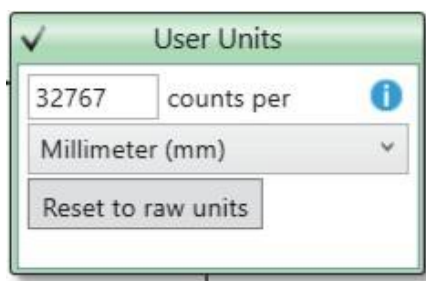 User Units
32767 counts per
Millimeter (mm)
Reset to raw units